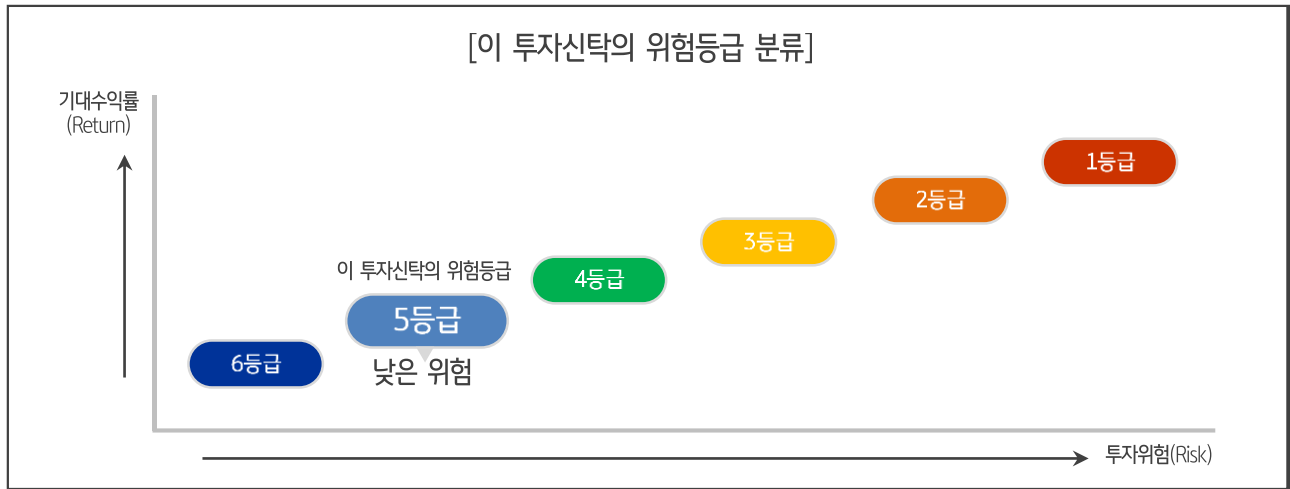 [이 투자신탁의 위험등급 분류]
기대수익률
(Return)
1등급
2등급
3등급
이 투자신탁의 위험등급
4등급
5등급
6등급
낮은 위험
투자위험(Risk)